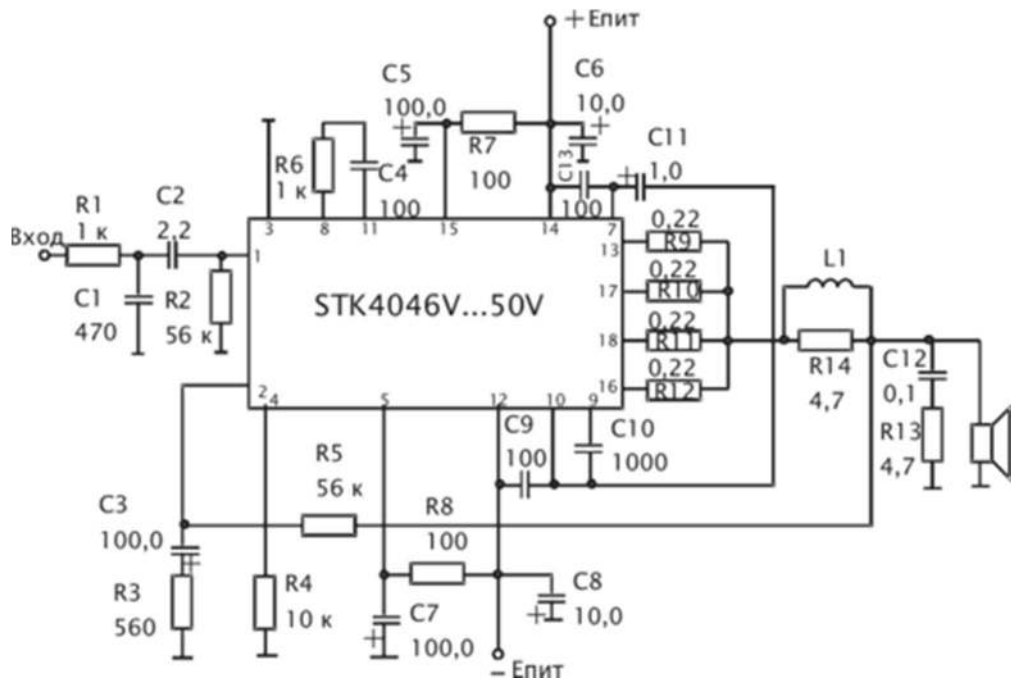 + Епит
C5
100,0
C6
10,0
R7
100
C13
100
C11
1,0
R6
1 к
C4
100
Вход
R1
1 к
C2
2,2
C1
470
R2
56 к
3
8
11
15
14
7
1
13
17
18
16
2
4
5
12
10
9
STK4046V...50V
0,22
R9
0,22
R10
0,22
R11
0,22
R12
L1
R14
4,7
C12
0,1
R13
4,7
C9
100
C10
1000
R5
56 к
R8
100
C3
100,0
R3
560
R4
10 к
C7
100,0
C8
10,0
− Епит